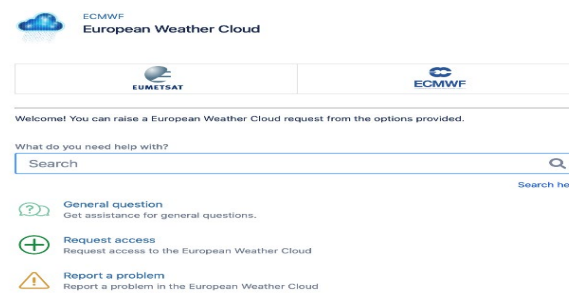 ECMWF
European Weather Cloud
EUMETSAT
ECMWF
Welcome! You can raise a European Weather Cloud request from the options provided.
What do you need help with?
Search
Search he
General question
Get assistance for general questions.
Request access
Request access to the European Weather Cloud
Report a problem
Report a problem in the European Weather Cloud